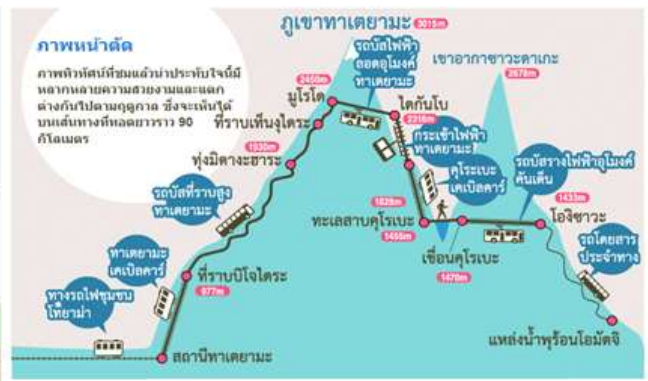 ภาพหน้าตัด
ภาพทิวทัศน์ที่ชมแล้วน่าประทับใจนี้มี
หลากหลายความสวยงามและแตก
ต่างกันไปตามฤดูกาล ซึ่งจะเห็นได้
บนเส้นทางที่ทอดยาวราว 90
กิโลเมตร
ภูเขาทาเตยามะ
3015m
รถบัสไฟฟ้า
ลอดอุโมงค์
ทาเตยามะ
เขาอากาซาวะดาเกะ
2678m
2450m
มูโรโด
ไดกันโบ
2316m
ที่ราบเท็นงูไดระ
กระเช้าไฟฟ้า
ทาเตยามะ
1930m
ทุ่งมิดางะฮาระ
คุโระเบะ
เคเบิลคาร์
รถบัสรางไฟฟ้าอุโมงค์
คันเด็น
รถบัสที่ราบสูง
ทาเตยามะ
1828m
ทะเลสาบคุโรเบะ
1455m
1433m
โองิซาวะ
เขื่อนคุโรเบะ
1470m
รถโดยสาร
ประจำทาง
ทาเตยามะ
เคเบิลคาร์
ที่ราบบิโจไดระ
977m
ทางรถไฟชุมชน
โทยาม่า
สถานีทาเตยามะ
แหล่งน้ำพุร้อนโอมัตจิ